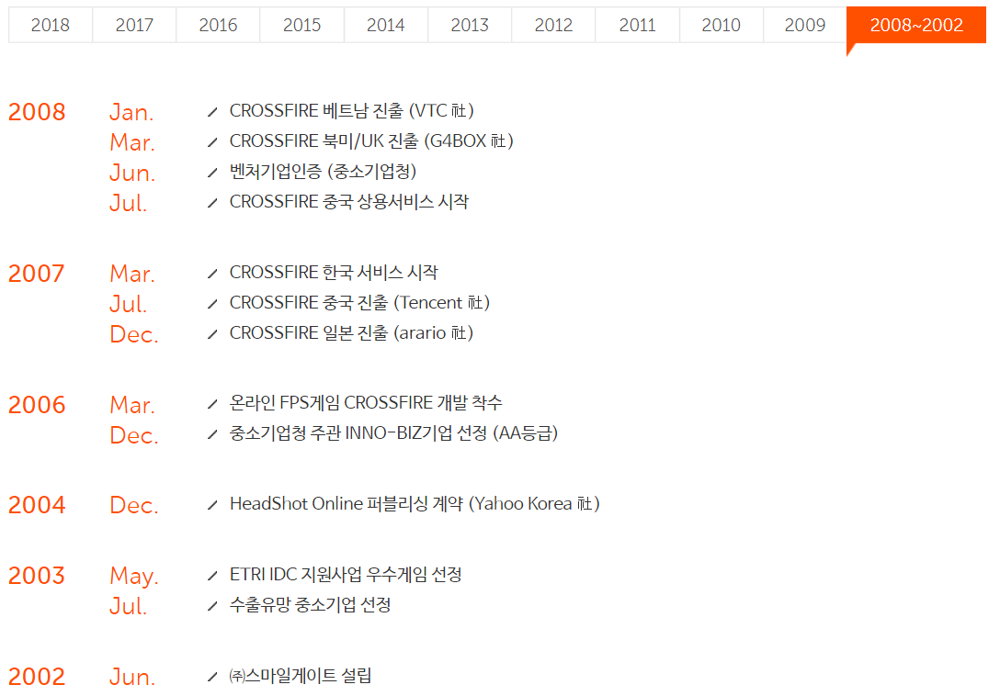 2018 2017 2016 2015 2014 2013 2012 2011 2010 2009 2008~2002
2008 Jan. CROSSFIRE 베트남 진출 (VTC 社)
Mar. CROSSFIRE 북미/UK 진출 (G4BOX 社)
Jun. 벤처기업인증 (중소기업청)
Jul. CROSSFIRE 중국 상용서비스 시작
2007 Mar. CROSSFIRE 한국 서비스 시작
Jul. CROSSFIRE 중국 진출 (Tencent 社)
Dec. CROSSFIRE 일본 진출 (arario 社)
2006 Mar. 온라인 FPS게임 CROSSFIRE 개발 착수
Dec. 중소기업청 주관 INNO-BIZ기업 선정 (AA등급)
2004 Dec. HeadShot Online 퍼블리싱 계약 (Yahoo Korea 社)
2003 May. ETRI IDC 지원사업 우수게임 선정
Jul. 수출유망 중소기업 선정
2002 Jun. ㈜스마일게이트 설립